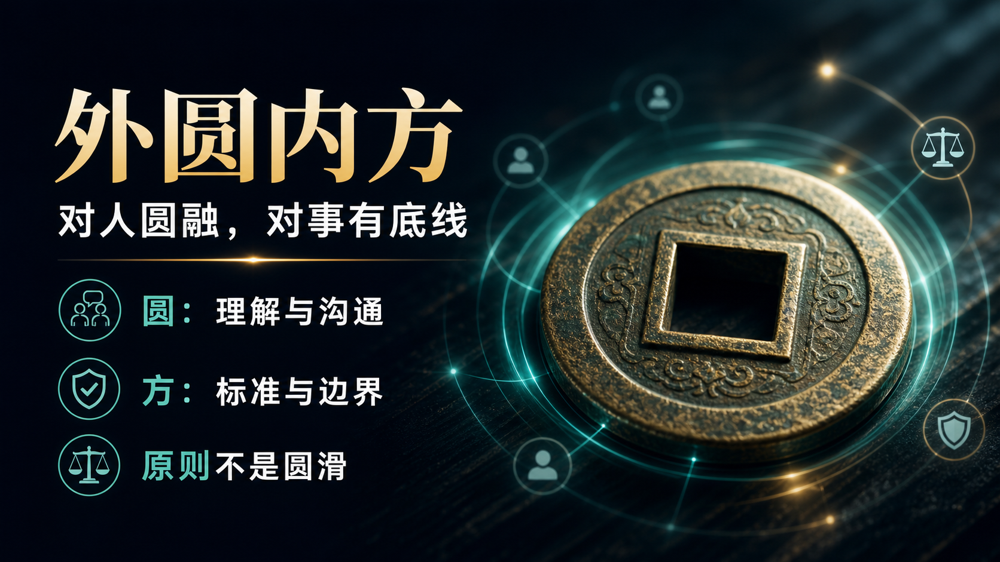 外圆内方
对人圆融，对事有底线
圆：理解与沟通
方：标准与边界
原则不是圆滑